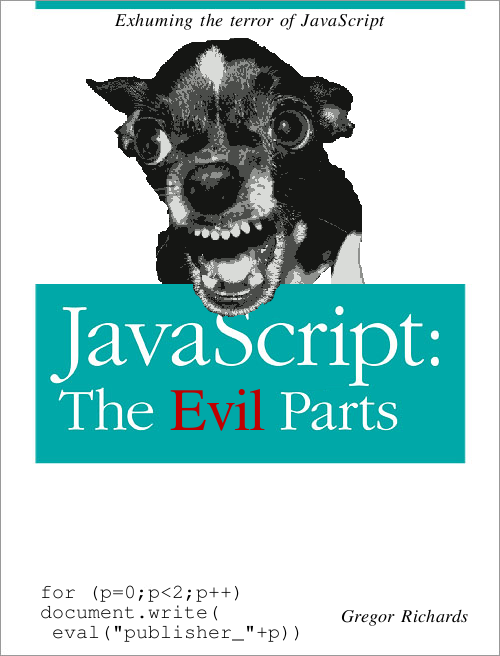 Exhuming the terror of JavaScript
JavaScript:
The Evil Parts
for (p=0;p<2;p++)
document.write(
 eval("publisher_"+p))
Gregor Richards